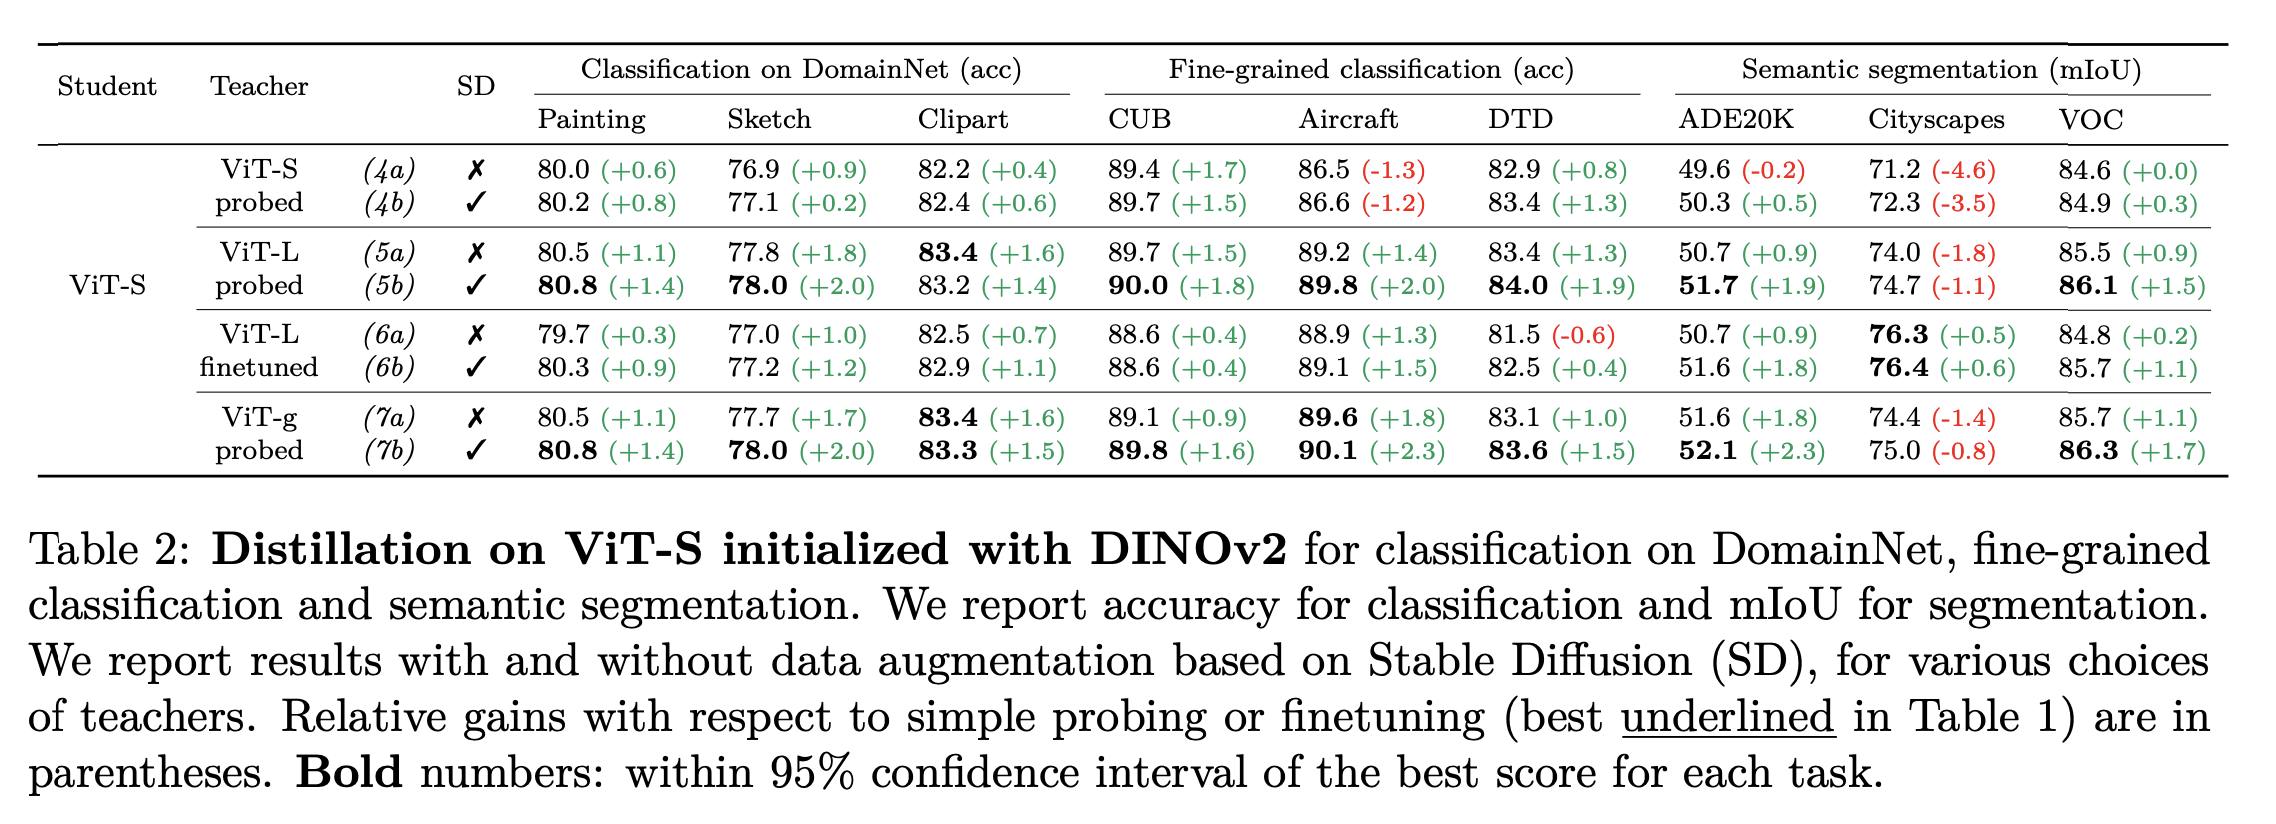 Student Teacher SD Classification on DomainNet (acc) Fine-grained classification (acc) Semantic segmentation (mIoU)
Painting Sketch Clipart CUB Aircraft DTD ADE20K Cityscapes VOC
ViT-S (4a) ✗ 80.0 (+0.6) 76.9 (+0.9) 82.2 (+0.4) 89.4 (+1.7) 86.5 (-1.3) 82.9 (+0.8) 49.6 (-0.2) 71.2 (-4.6) 84.6 (+0.0)
probed (4b) ✓ 80.2 (+0.8) 77.1 (+0.2) 82.4 (+0.6) 89.7 (+1.5) 86.6 (-1.2) 83.4 (+1.3) 50.3 (+0.5) 72.3 (-3.5) 84.9 (+0.3)
ViT-L (5a) ✗ 80.5 (+1.1) 77.8 (+1.8) 83.4 (+1.6) 89.7 (+1.5) 89.2 (+1.4) 83.4 (+1.3) 50.7 (+0.9) 74.0 (-1.8) 85.5 (+0.9)
ViT-S probed (5b) ✓ 80.8 (+1.4) 78.0 (+2.0) 83.2 (+1.4) 90.0 (+1.8) 89.8 (+2.0) 84.0 (+1.9) 51.7 (+1.9) 74.7 (-1.1) 86.1 (+1.5)
ViT-L (6a) ✗ 79.7 (+0.3) 77.0 (+1.0) 82.5 (+0.7) 88.6 (+0.4) 88.9 (+1.3) 81.5 (-0.6) 50.7 (+0.9) 76.3 (+0.5) 84.8 (+0.2)
finetuned (6b) ✓ 80.3 (+0.9) 77.2 (+1.2) 82.9 (+1.1) 88.6 (+0.4) 89.1 (+1.5) 82.5 (+0.4) 51.6 (+1.8) 76.4 (+0.6) 85.7 (+1.1)
ViT-g (7a) ✗ 80.5 (+1.1) 77.7 (+1.7) 83.4 (+1.6) 89.1 (+0.9) 89.6 (+1.8) 83.1 (+1.0) 51.6 (+1.8) 74.4 (-1.4) 85.7 (+1.1)
probed (7b) ✓ 80.8 (+1.4) 78.0 (+2.0) 83.3 (+1.5) 89.8 (+1.6) 90.1 (+2.3) 83.6 (+1.5) 52.1 (+2.3) 75.0 (-0.8) 86.3 (+1.7)
Table 2: Distillation on ViT-S initialized with DINOv2 for classification on DomainNet, fine-grained
classification and semantic segmentation. We report accuracy for classification and mIoU for segmentation.
We report results with and without data augmentation based on Stable Diffusion (SD), for various choices
of teachers. Relative gains with respect to simple probing or finetuning (best underlined in Table 1) are in
parentheses. Bold numbers: within 95% confidence interval of the best score for each task.